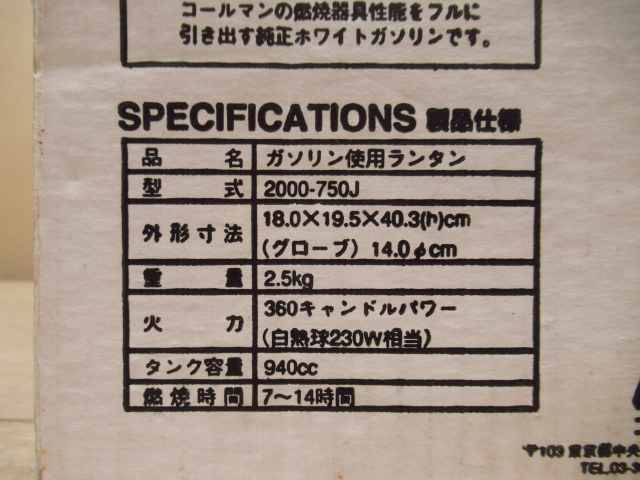 コールマンの燃焼器具性能をフルに
引き出す純正ホワイトガソリンです。
SPECIFICATIONS 製品仕様
品名 ガソリン使用ランタン
型式 2000-750J
外形寸法 18.0×19.5×40.3(h)cm
(グローブ) 14.0φcm
重量 2.5kg
火力 360キャンドルパワー
(白熱球230W相当)
タンク容量 940cc
燃焼時間 7〜14時間
〒103 東京都中央
TEL.03-3